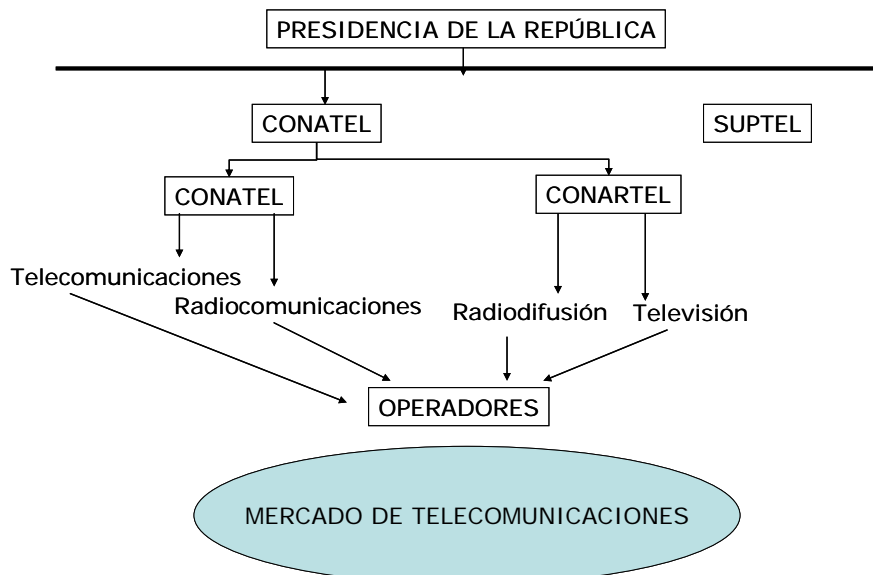 PRESIDENCIA DE LA REPÚBLICA
CONATEL
SUPTEL
CONATEL
CONARTEL
Telecomunicaciones
Radiocomunicaciones
Radiodifusión
Televisión
OPERADORES
MERCADO DE TELECOMUNICACIONES